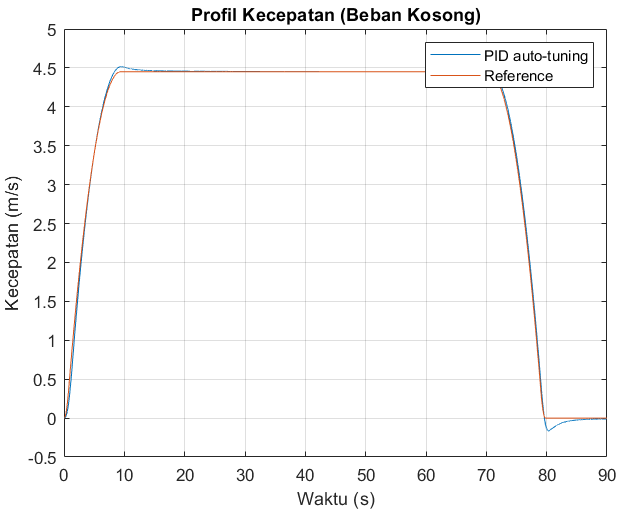 Profil Kecepatan (Beban Kosong)
PID auto-tuning
Reference
Kecepatan (m/s)
5
4.5
4
3.5
3
2.5
2
1.5
1
0.5
0
-0.5
0 10 20 30 40 50 60 70 80 90
Waktu (s)